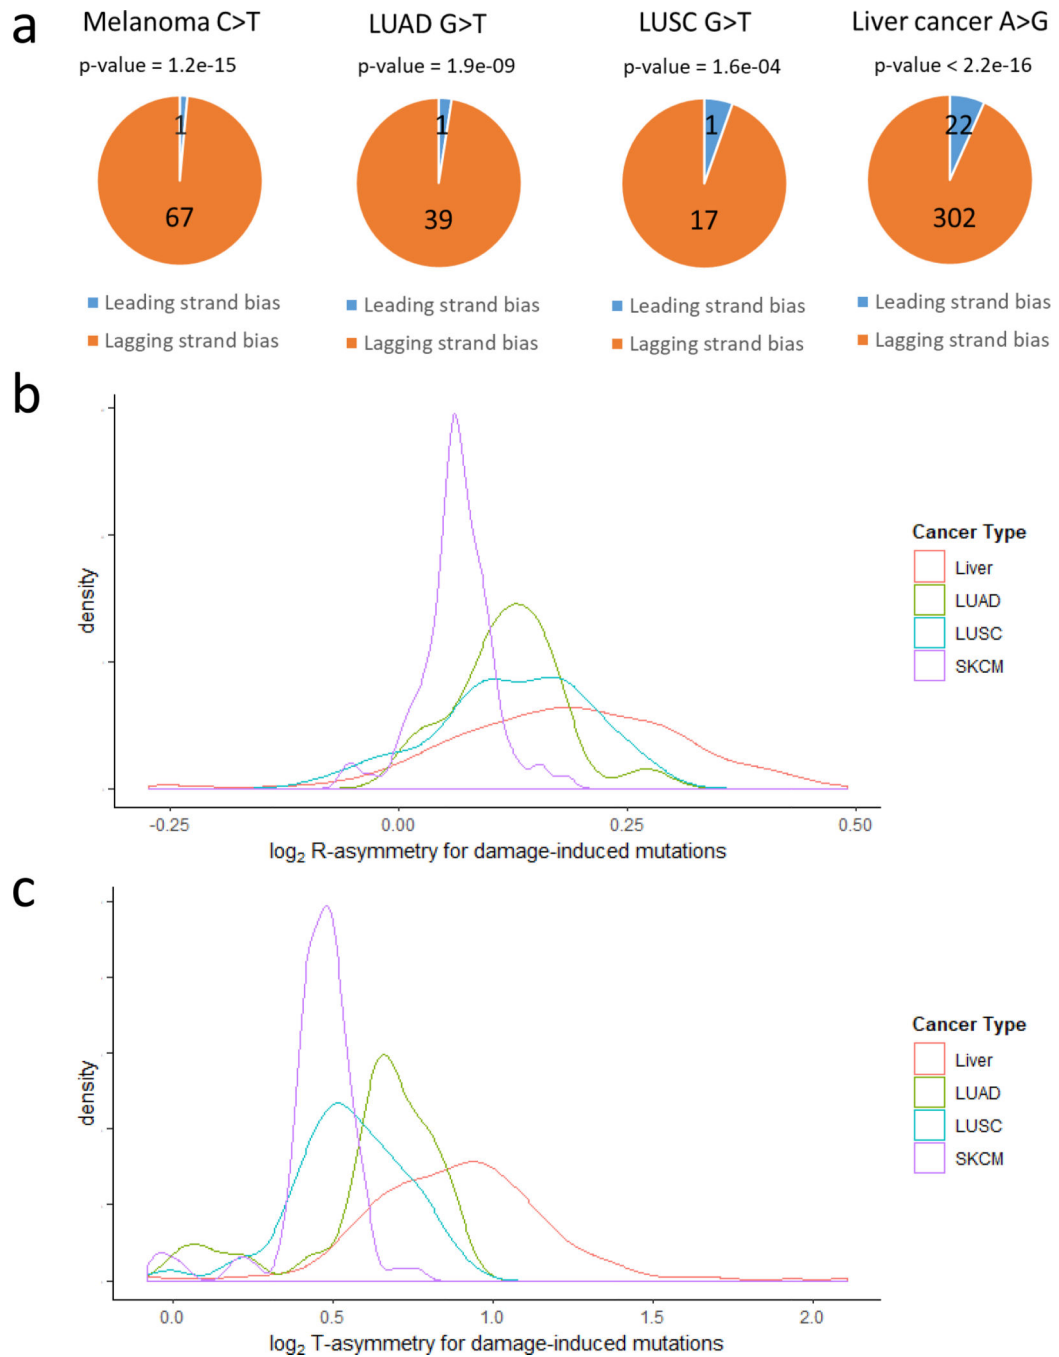 a
Melanoma C>T
LUAD G>T
LUSC G>T
Liver cancer A>G
p-value = 1.2e-15
p-value = 1.9e-09
p-value = 1.6e-04
p-value < 2.2e-16
1
1
1
22
67
39
17
302
Leading strand bias
Leading strand bias
Leading strand bias
Leading strand bias
Lagging strand bias
Lagging strand bias
Lagging strand bias
Lagging strand bias
b
density
Cancer Type
Liver
LUAD
LUSC
SKCM
-0.25
0.00
0.25
0.50
log₂ R-asymmetry for damage-induced mutations
c
density
Cancer Type
Liver
LUAD
LUSC
SKCM
0.0
0.5
1.0
1.5
2.0
log₂ T-asymmetry for damage-induced mutations